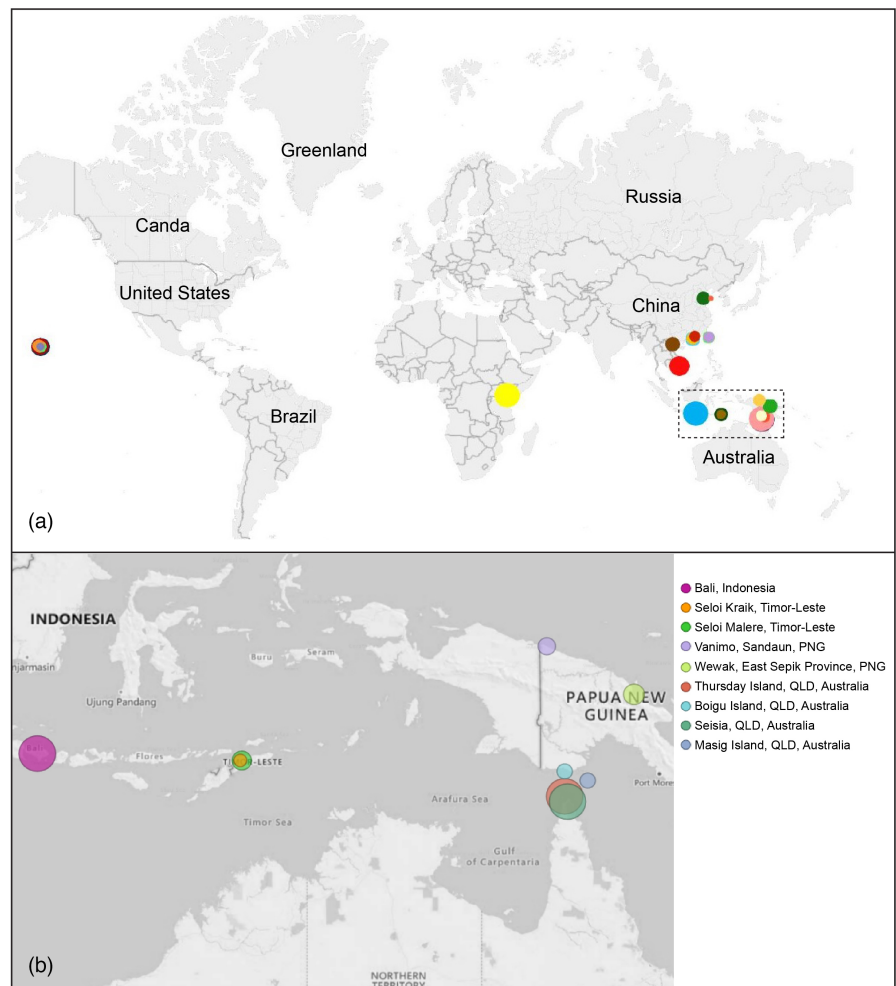 Greenland
Russia
Canda
United States
China
Brazil
Australia
(a)
INDONESIA
Buru
Seram
njarmasin
Ujung Pandang
PAPUA NEW
GUINEA
Bali
Flores
TIMOR-LESTE
Port More
Arafura Sea
Timor Sea
Gulf
of Carpentaria
(b)
NORTHERN
TERRITORY
Bali, Indonesia
Seloi Kraik, Timor-Leste
Seloi Malere, Timor-Leste
Vanimo, Sandaun, PNG
Wewak, East Sepik Province, PNG
Thursday Island, QLD, Australia
Boigu Island, QLD, Australia
Seisia, QLD, Australia
Masig Island, QLD, Australia